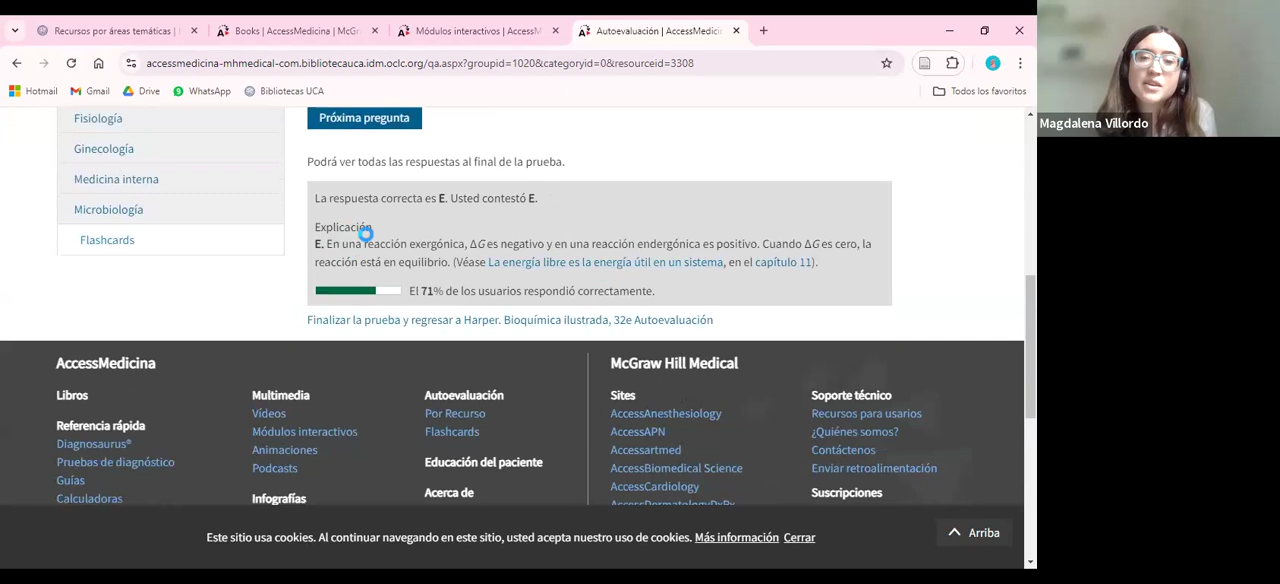 Recursos por áreas temáticas |
Books | AccessMedicina | McGr
Módulos interactivos | AccessM
Autoevaluación | AccessMedicin
accessmedicina-mhmedical-com.bibliotecauca.idm.oclc.org/qa.aspx?groupid=1020&categoryid=0&resourceid=3308
Hotmail
Gmail
Drive
WhatsApp
Bibliotecas UCA
Todos los favoritos
Magdalena Villordo
Fisiología
Ginecología
Medicina interna
Microbiología
Flashcards
Próxima pregunta
Podrá ver todas las respuestas al final de la prueba.
La respuesta correcta es E. Usted contestó E.
Explicación
E. En una reacción exergónica, ΔG es negativo y en una reacción endergónica es positivo. Cuando ΔG es cero, la
reacción está en equilibrio. (Véase La energía libre es la energía útil en un sistema, en el capítulo 11).
El 71% de los usuarios respondió correctamente.
Finalizar la prueba y regresar a Harper. Bioquímica ilustrada, 32e Autoevaluación
AccessMedicina
Libros
Referencia rápida
Diagnosaurus®
Pruebas de diagnóstico
Guías
Calculadoras
Multimedia
Vídeos
Módulos interactivos
Animaciones
Podcasts
Infografías
Autoevaluación
Por Recurso
Flashcards
Educación del paciente
Acerca de
McGraw Hill Medical
Sites
AccessAnesthesiology
AccessAPN
Accessartmed
AccessBiomedical Science
AccessCardiology
AccessDermatologyDxRx
Soporte técnico
Recursos para usarios
¿Quiénes somos?
Contáctenos
Enviar retroalimentación
Suscripciones
Este sitio usa cookies. Al continuar navegando en este sitio, usted acepta nuestro uso de cookies. Más información Cerrar
Arriba